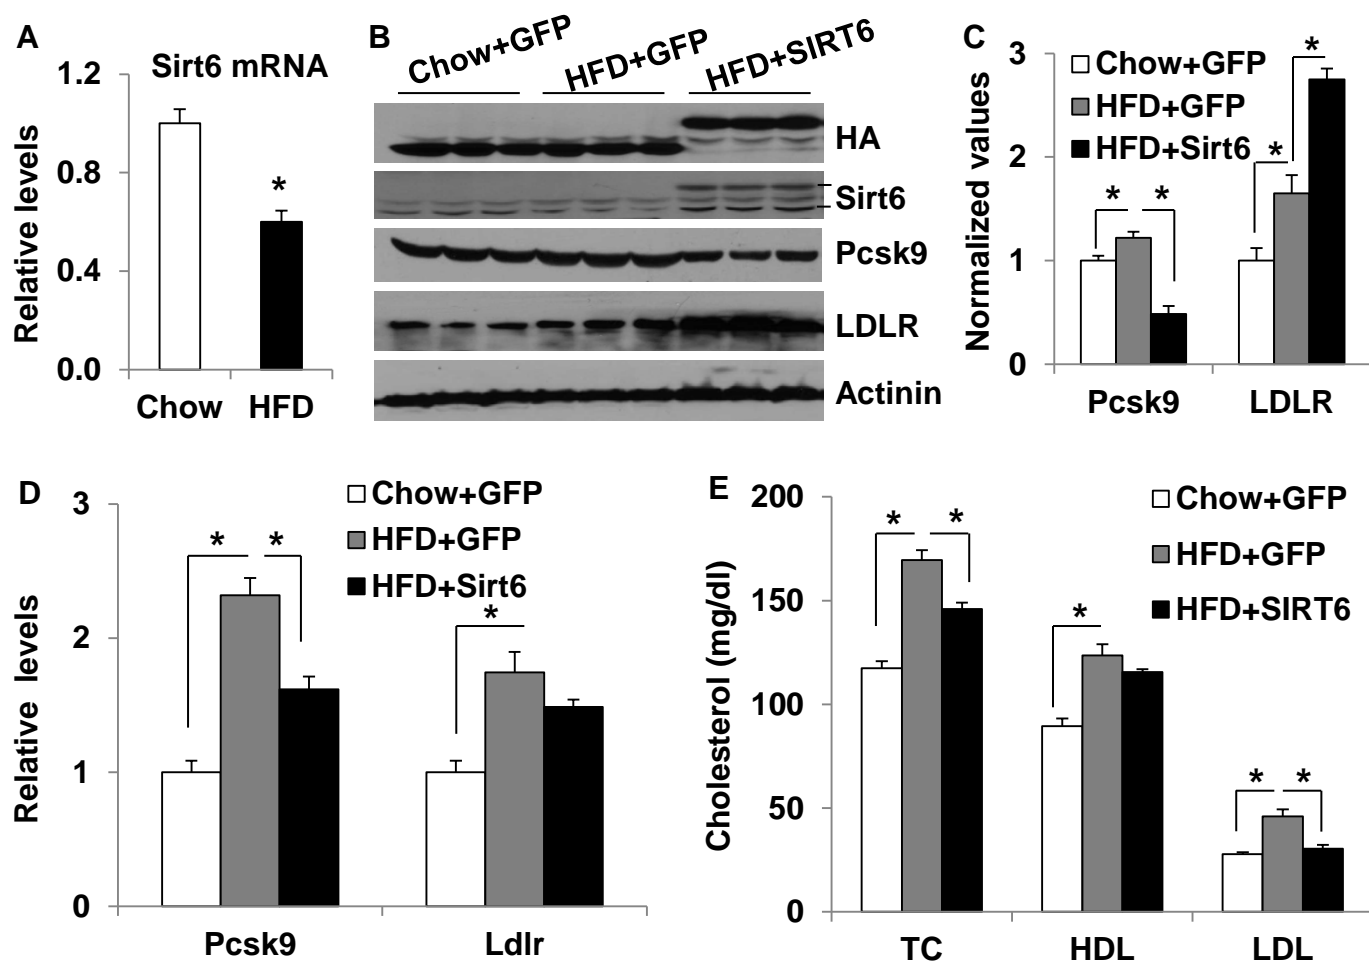 A
Sirt6 mRNA
Relative levels
1.2
0.8
0.4
0.0
*
Chow HFD
B
Chow+GFP HFD+GFP HFD+SIRT6
HA
Sirt6
Pcsk9
LDLR
Actinin
C
Normalized values
3
2
1
0
Chow+GFP
HFD+GFP
HFD+Sirt6
* * * *
Pcsk9 LDLR
D
Relative levels
3
2
1
0
Chow+GFP
HFD+GFP
HFD+Sirt6
* * *
Pcsk9 Ldlr
E
Cholesterol (mg/dl)
200
150
100
50
0
Chow+GFP
HFD+GFP
HFD+SIRT6
* * * * *
TC HDL LDL